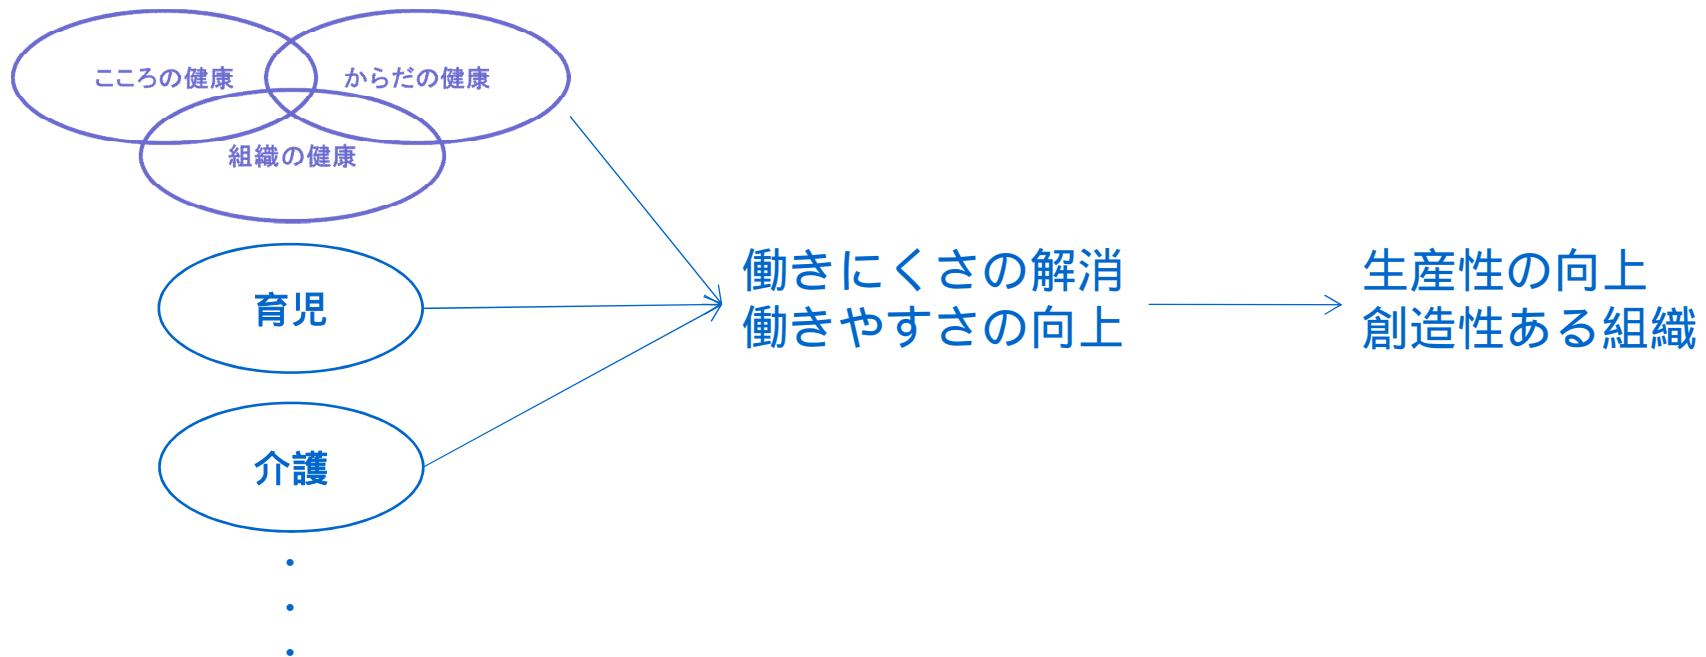 こころの健康
からだの健康
組織の健康
育児
介護
・
・
・
働きにくさの解消
働きやすさの向上
生産性の向上
創造性ある組織